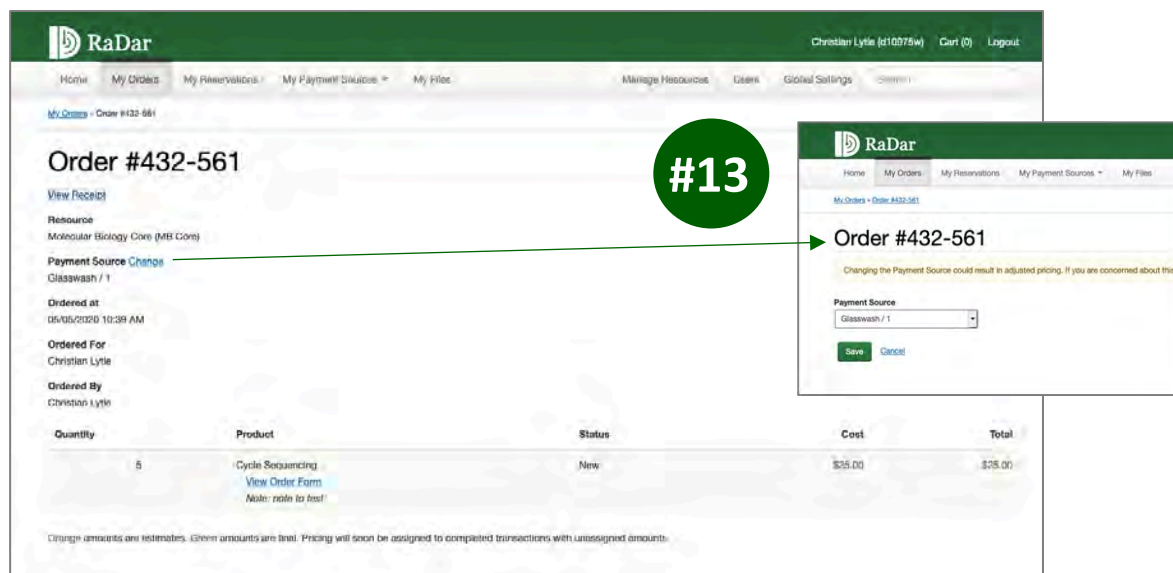 RaDar
Christian Lytle (d10975w) Cart (0) Logout
Home My Orders My Reservations My Payment Sources My Files Manage Resources Users Global Settings Search
My Orders » Order #432-561
Order #432-561
View Receipt
Resource
Molecular Biology Core (MB Core)
Payment Source Change
Glasswash / 1
Ordered at
05/05/2020 10:39 AM
Ordered For
Christian Lytle
Ordered By
Christian Lytle
Quantity Product Status Cost Total
5 Cycle Sequencing New $25.00 $25.00
View Order Form
Note: note to test
Orange amounts are estimates. Green amounts are final. Pricing will soon be assigned to completed transactions with unassigned amounts.
#13
RaDar
Home My Orders My Reservations My Payment Sources My Files
My Orders » Order #432-561
Order #432-561
Changing the Payment Source could result in adjusted pricing. If you are concerned about this
Payment Source
Glasswash / 1
Save Cancel